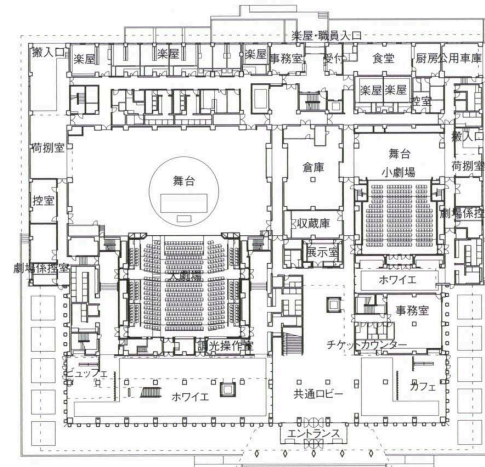 楽屋・職員入口
搬入口
楽屋
楽屋
楽屋
事務室
受付
食堂
厨房
公用車庫
楽屋
楽屋
控室
搬入口
荷捌室
倉庫
舞台
小劇場
荷捌室
舞台
控室
収蔵庫
劇場係控
展示室
劇場係控室
大劇場
ホワイエ
事務室
調光操作室
チケットカウンター
ビュッフェ
ホワイエ
共通ロビー
カフェ
エントランス